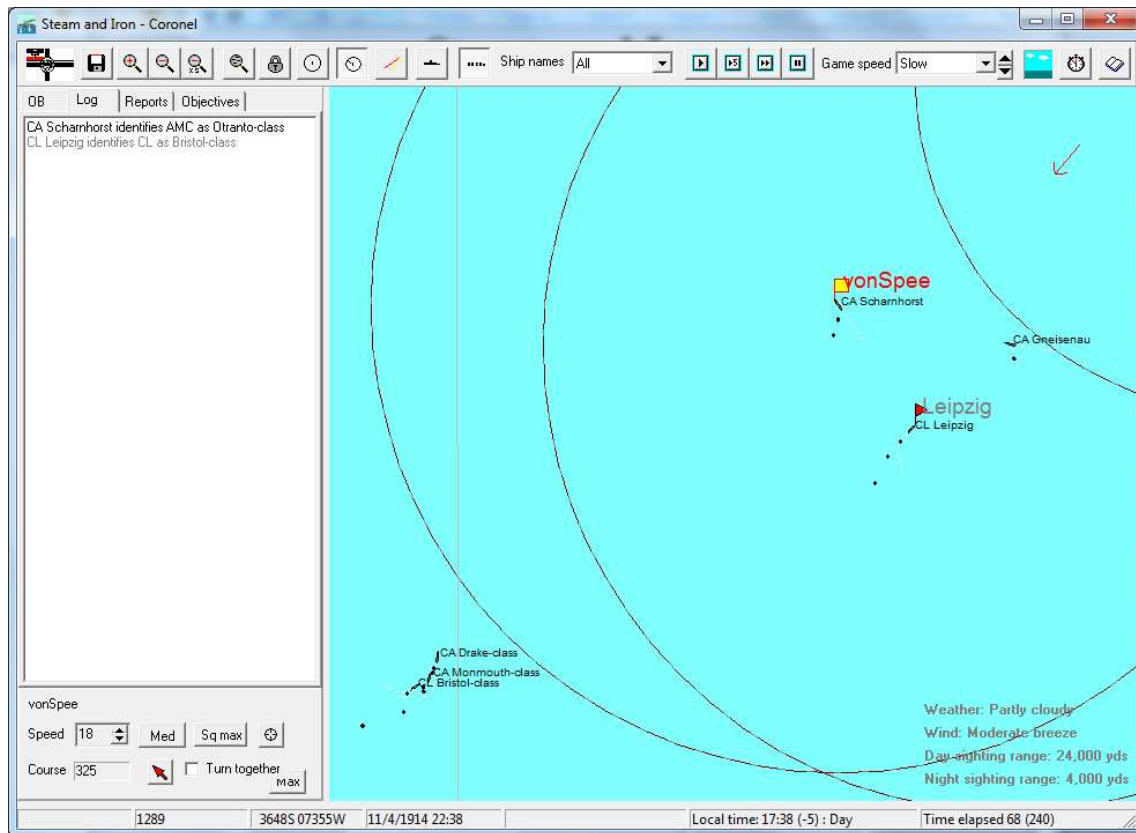 Steam and Iron - Coronel
Ship names All Game speed Slow
OB Log Reports Objectives
CA Scharnhorst identifies AMC as Otranto-class
CL Leipzig identifies CL as Bristol-class
vonSpee
CA Scharnhorst
CA Gneisenau
Leipzig
CL Leipzig
CA Drake-class
CA Monmouth-class
CL Bristol-class
Weather: Partly cloudy
Wind: Moderate breeze
Day sighting range: 24,000 yds
Night sighting range: 4,000 yds
vonSpee
Speed 18 Med Sq max
Course 325 Turn together
max
1289 3648S 07355W 11/4/1914 22:38 Local time: 17:38 (-5) : Day Time elapsed 68 (240)